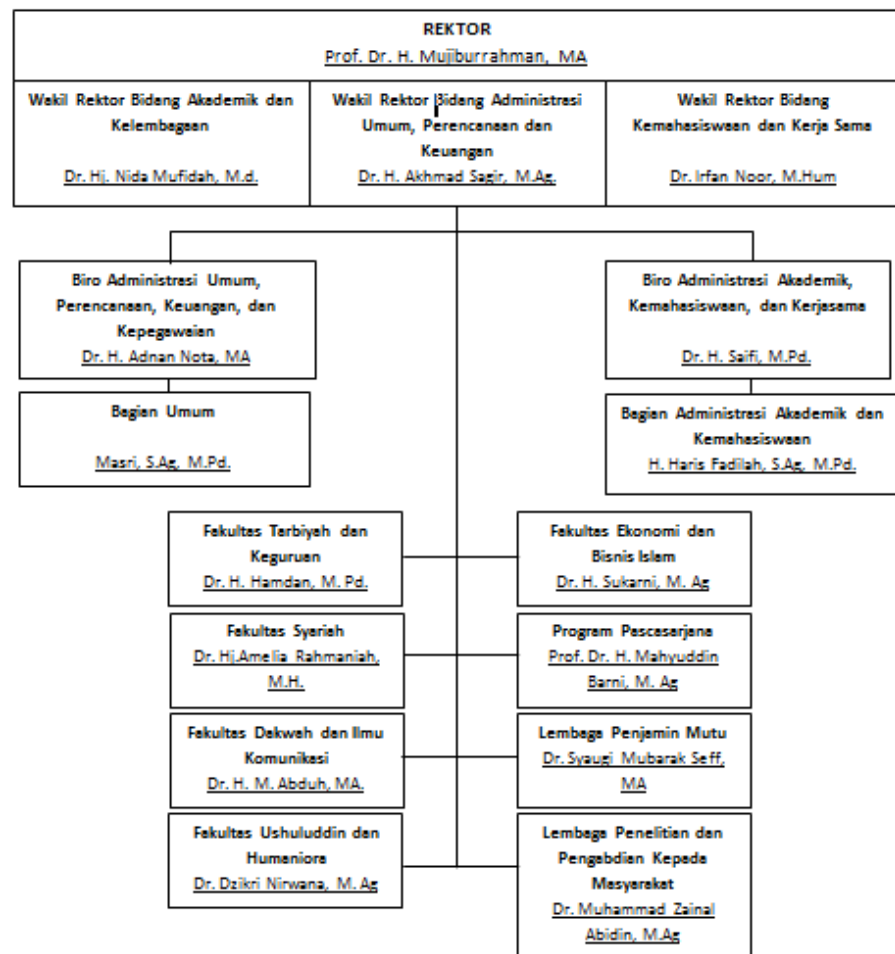 REKTOR
Prof. Dr. H. Mujiburrahman, MA
Wakil Rektor Bidang Akademik dan
Kelembagaan
Dr. Hj. Nida Mufidah, M.d.
Wakil Rektor Bidang Administrasi
Umum, Perencanaan dan
Keuangan
Dr. H. Akhmad Sagir, M.Ag.
Wakil Rektor Bidang
Kemahasiswaan dan Kerja Sama
Dr. Irfan Noor, M.Hum
Biro Administrasi Umum,
Perencanaan, Keuangan, dan
Kepegawaian
Dr. H. Adnan Nota, MA
Biro Administrasi Akademik,
Kemahasiswaan, dan Kerjasama
Dr. H. Saifi, M.Pd.
Bagian Umum
Masri, S.Ag, M.Pd.
Bagian Administrasi Akademik dan
Kemahasiswaan
H. Haris Fadilah, S.Ag, M.Pd.
Fakultas Tarbiyah dan
Keguruan
Dr. H. Hamdan, M. Pd.
Fakultas Ekonomi dan
Bisnis Islam
Dr. H. Sukarni, M. Ag
Fakultas Syariah
Dr. Hj.Amelia Rahmaniah,
M.H.
Program Pascasarjana
Prof. Dr. H. Mahyuddin
Barni, M. Ag
Fakultas Dakwah dan Ilmu
Komunikasi
Dr. H. M. Abduh, MA.
Lembaga Penjamin Mutu
Dr. Syaugi Mubarak Seff,
MA
Fakultas Ushuluddin dan
Humaniora
Dr. Dzikri Nirwana, M. Ag
Lembaga Penelitian dan
Pengabdian Kepada
Masyarakat
Dr. Muhammad Zainal
Abidin, M.Ag